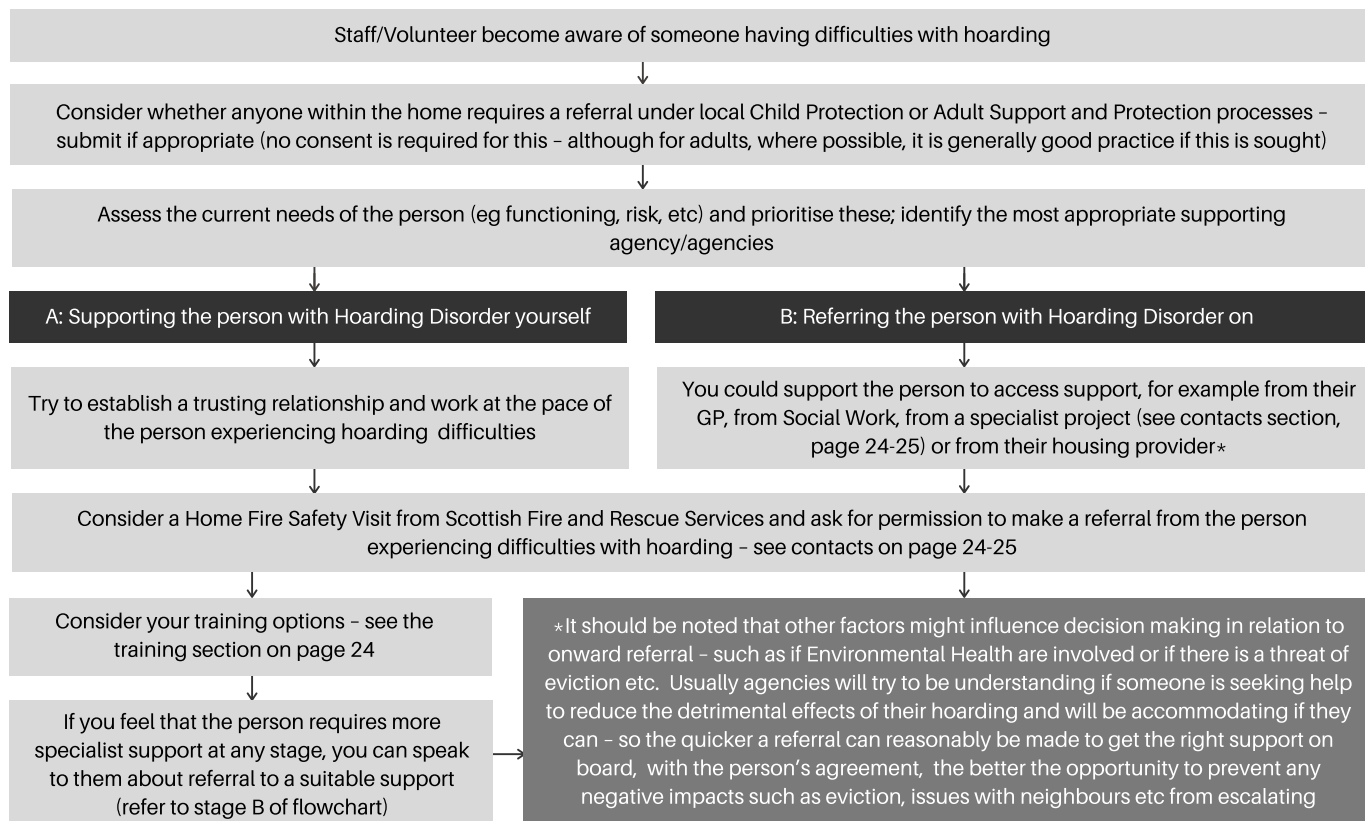 Staff/Volunteer become aware of someone having difficulties with hoarding
Consider whether anyone within the home requires a referral under local Child Protection or Adult Support and Protection processes –
submit if appropriate (no consent is required for this – although for adults, where possible, it is generally good practice if this is sought)
Assess the current needs of the person (eg functioning, risk, etc) and prioritise these; identify the most appropriate supporting
agency/agencies
A: Supporting the person with Hoarding Disorder yourself
Try to establish a trusting relationship and work at the pace of
the person experiencing hoarding  difficulties
B: Referring the person with Hoarding Disorder on
You could support the person to access support, for example from their
GP, from Social Work, from a specialist project (see contacts section,
page 24-25) or from their housing provider*
Consider a Home Fire Safety Visit from Scottish Fire and Rescue Services and ask for permission to make a referral from the person
experiencing difficulties with hoarding – see contacts on page 24-25
Consider your training options – see the
training section on page 24
If you feel that the person requires more
specialist support at any stage, you can speak
to them about referral to a suitable support
(refer to stage B of flowchart)
*It should be noted that other factors might influence decision making in relation to
onward referral – such as if Environmental Health are involved or if there is a threat of
eviction etc.  Usually agencies will try to be understanding if someone is seeking help
to reduce the detrimental effects of their hoarding and will be accommodating if they
can – so the quicker a referral can reasonably be made to get the right support on
board,  with the person's agreement,  the better the opportunity to prevent any
negative impacts such as eviction, issues with neighbours etc from escalating